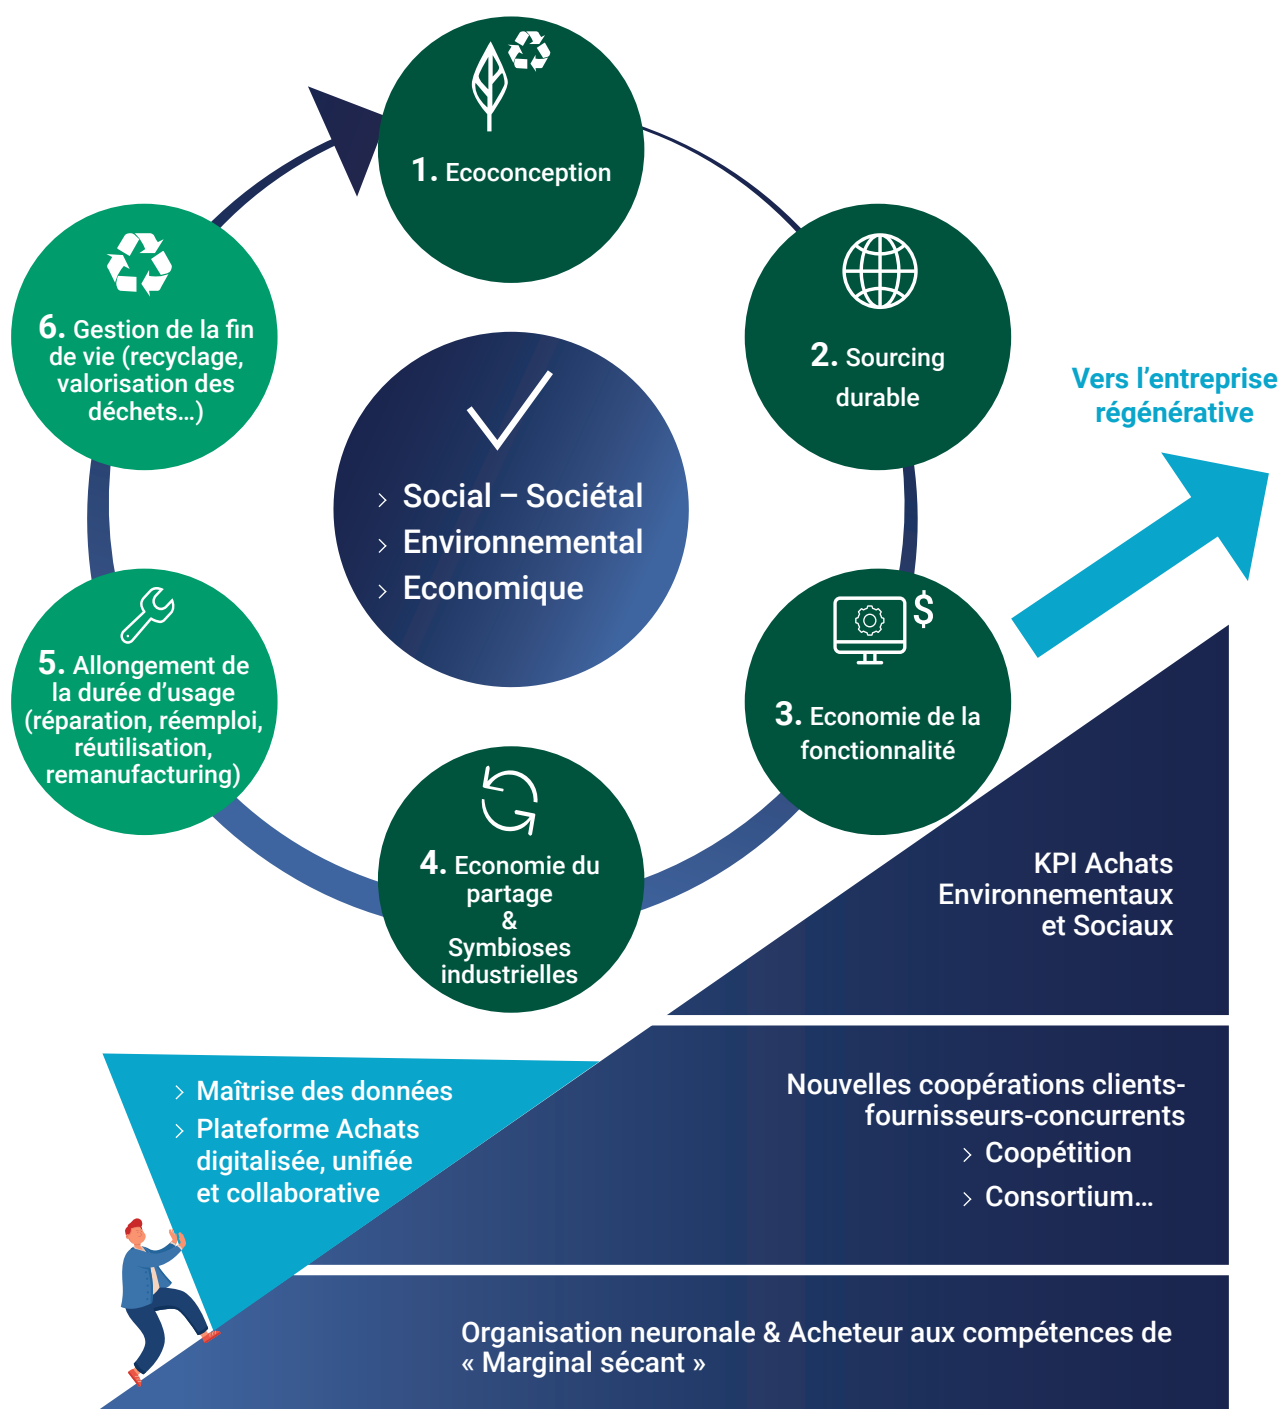 1. Ecoconception
2. Sourcing
durable
3. Economie de la
fonctionnalité
4. Economie du
partage
&
Symbioses
industrielles
5. Allongement de
la durée d’usage
(réparation, réemploi,
réutilisation,
remanufacturing)
6. Gestion de la fin
de vie (recyclage,
valorisation des
déchets…)
> Social – Sociétal
> Environnemental
> Economique
Vers l’entreprise
régénérative
$
KPI Achats
Environnementaux
et Sociaux
> Maîtrise des données
> Plateforme Achats
digitalisée, unifiée
et collaborative
Nouvelles coopérations clients-
fournisseurs-concurrents
> Coopétition
> Consortium…
Organisation neuronale & Acheteur aux compétences de
« Marginal sécant »